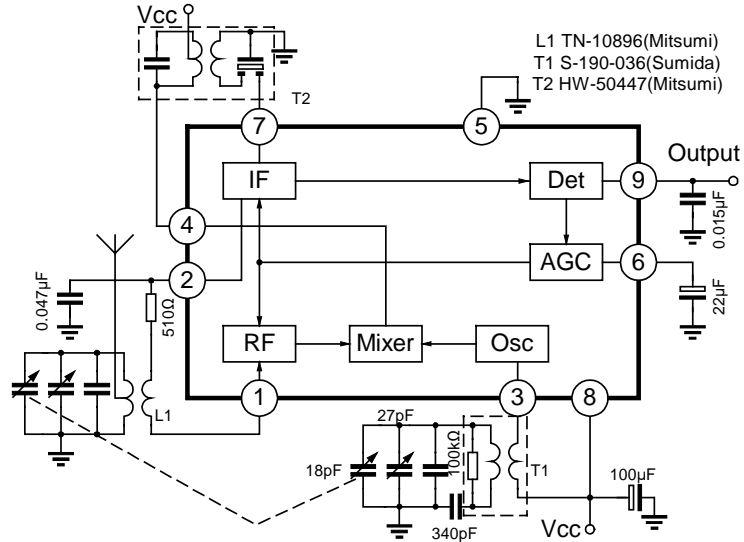 Vcc
L1 TN-10896(Mitsumi)
T1 S-190-036(Sumida)
T2 HW-50447(Mitsumi)
T2
7
5
Output
IF
Det
9
0.015µF
4
2
AGC
6
22µF
0.047µF
510Ω
RF
Mixer
Osc
1
3
8
L1
27pF
18pF
100kΩ
T1
100µF
340pF
Vcc